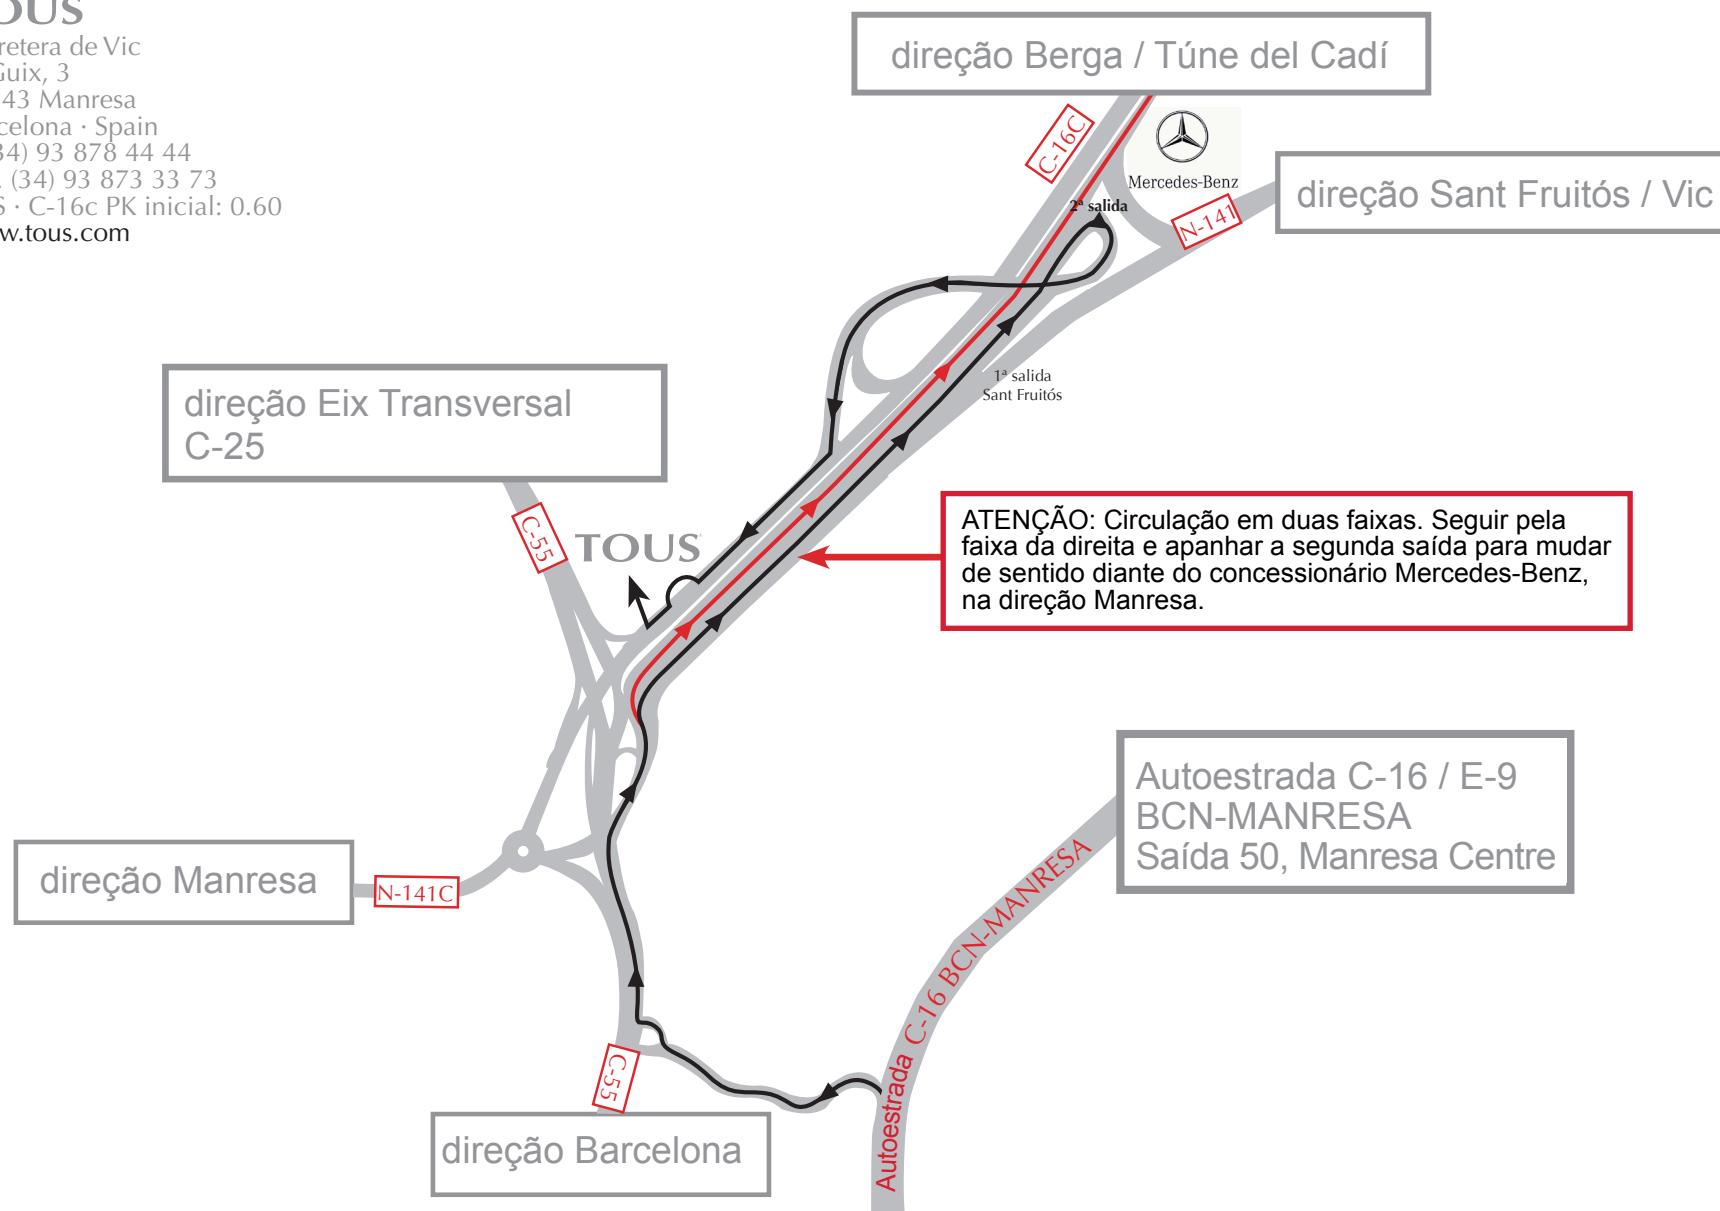 OUS
retera de Vic
Guix, 3
43 Manresa
celona · Spain
34) 93 878 44 44
. (34) 93 873 33 73
S · C-16c PK inicial: 0.60
w.tous.com
direção Berga / Túne del Cadí
C-16C
Mercedes-Benz
2ª salida
N-141
direção Sant Fruitós / Vic
1ª salida
Sant Fruitós
direção Eix Transversal
C-25
C-55
TOUS
ATENÇÃO: Circulação em duas faixas. Seguir pela
faixa da direita e apanhar a segunda saída para mudar
de sentido diante do concessionário Mercedes-Benz,
na direção Manresa.
Autoestrada C-16 / E-9
BCN-MANRESA
Saída 50, Manresa Centre
direção Manresa
N-141C
Autoestrada C-16 BCN-MANRESA
C-55
direção Barcelona